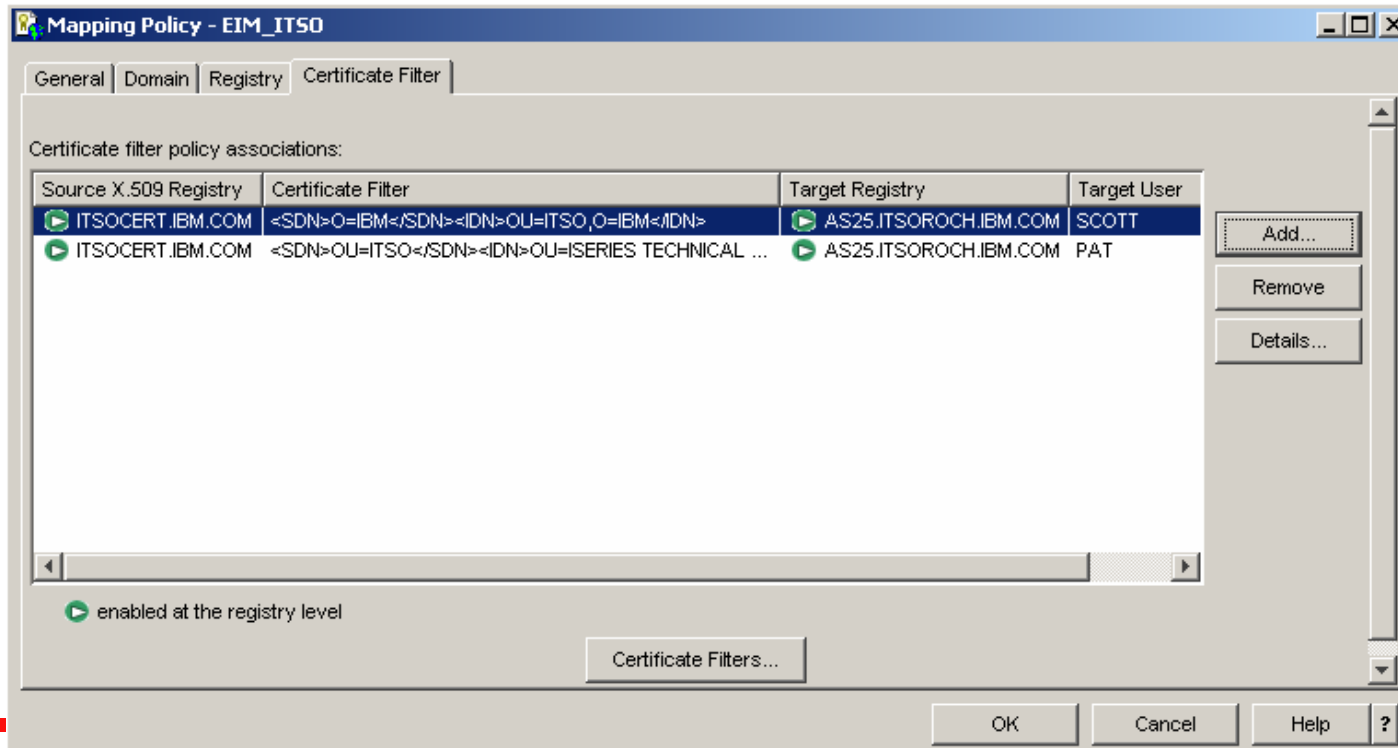 Mapping Policy - EIM_ITSO
General Domain Registry Certificate Filter
Certificate filter policy associations:
Source X.509 Registry Certificate Filter Target Registry Target User
ITSOCERT.IBM.COM <SDN>O=IBM</SDN><IDN>OU=ITSO,O=IBM</IDN> AS25.ITSOROCH.IBM.COM SCOTT
ITSOCERT.IBM.COM <SDN>OU=ITSO</SDN><IDN>OU=ISERIES TECHNICAL ... AS25.ITSOROCH.IBM.COM PAT
Add...
Remove
Details...
enabled at the registry level
Certificate Filters...
OK Cancel Help ?